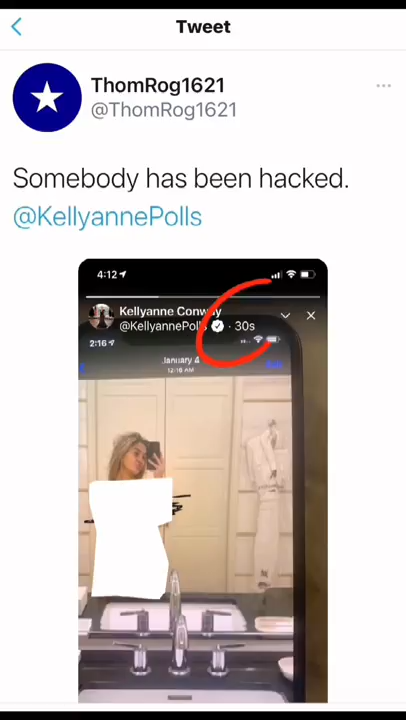 Tweet
ThomRog1621
@ThomRog1621
Somebody has been hacked.
@KellyannePolls
4:12
Kellyanne Conway
@KellyannePolls · 30s
2:16
January 4
12:16 AM